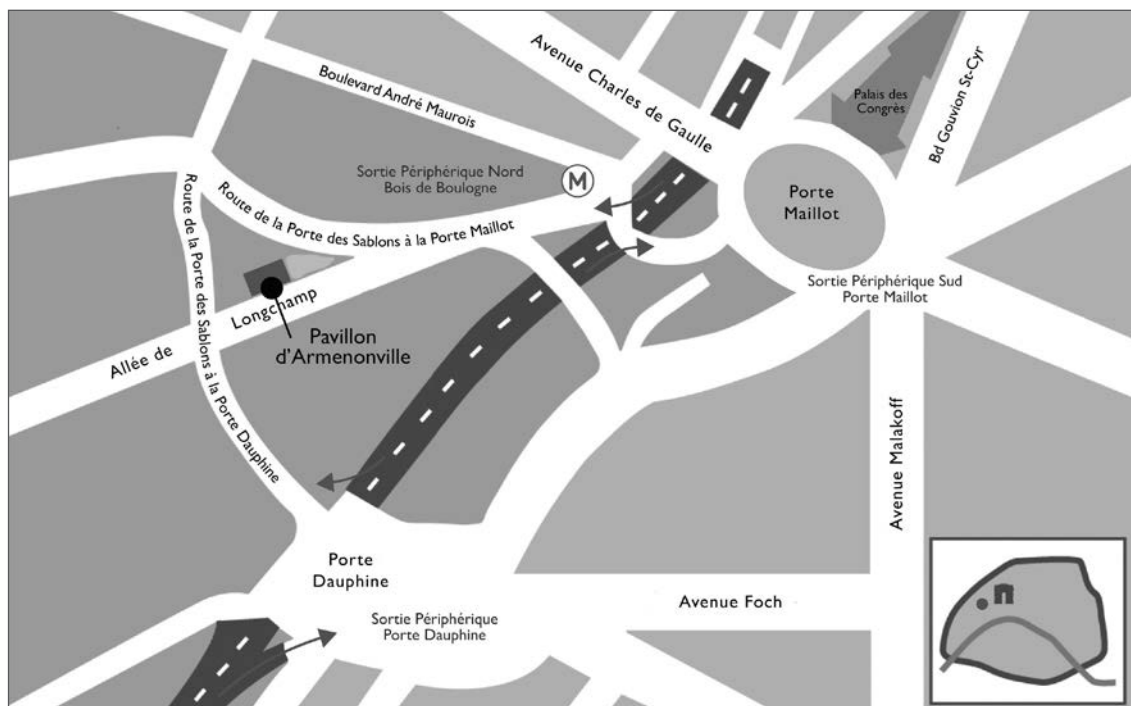 Avenue Charles de Gaulle
Boulevard André Maurois
Palais des
Congrès
Bd Gouvion St-Cyr
Sortie Périphérique Nord
Bois de Boulogne
M
Porte
Maillot
Route de la Porte des Sablons à la Porte Maillot
Route de la Porte des Sablons à la Porte Dauphine
Sortie Périphérique Sud
Porte Maillot
Allée de Longchamp
Pavillon
d'Armenonville
Avenue Malakoff
Porte
Dauphine
Avenue Foch
Sortie Périphérique
Porte Dauphine